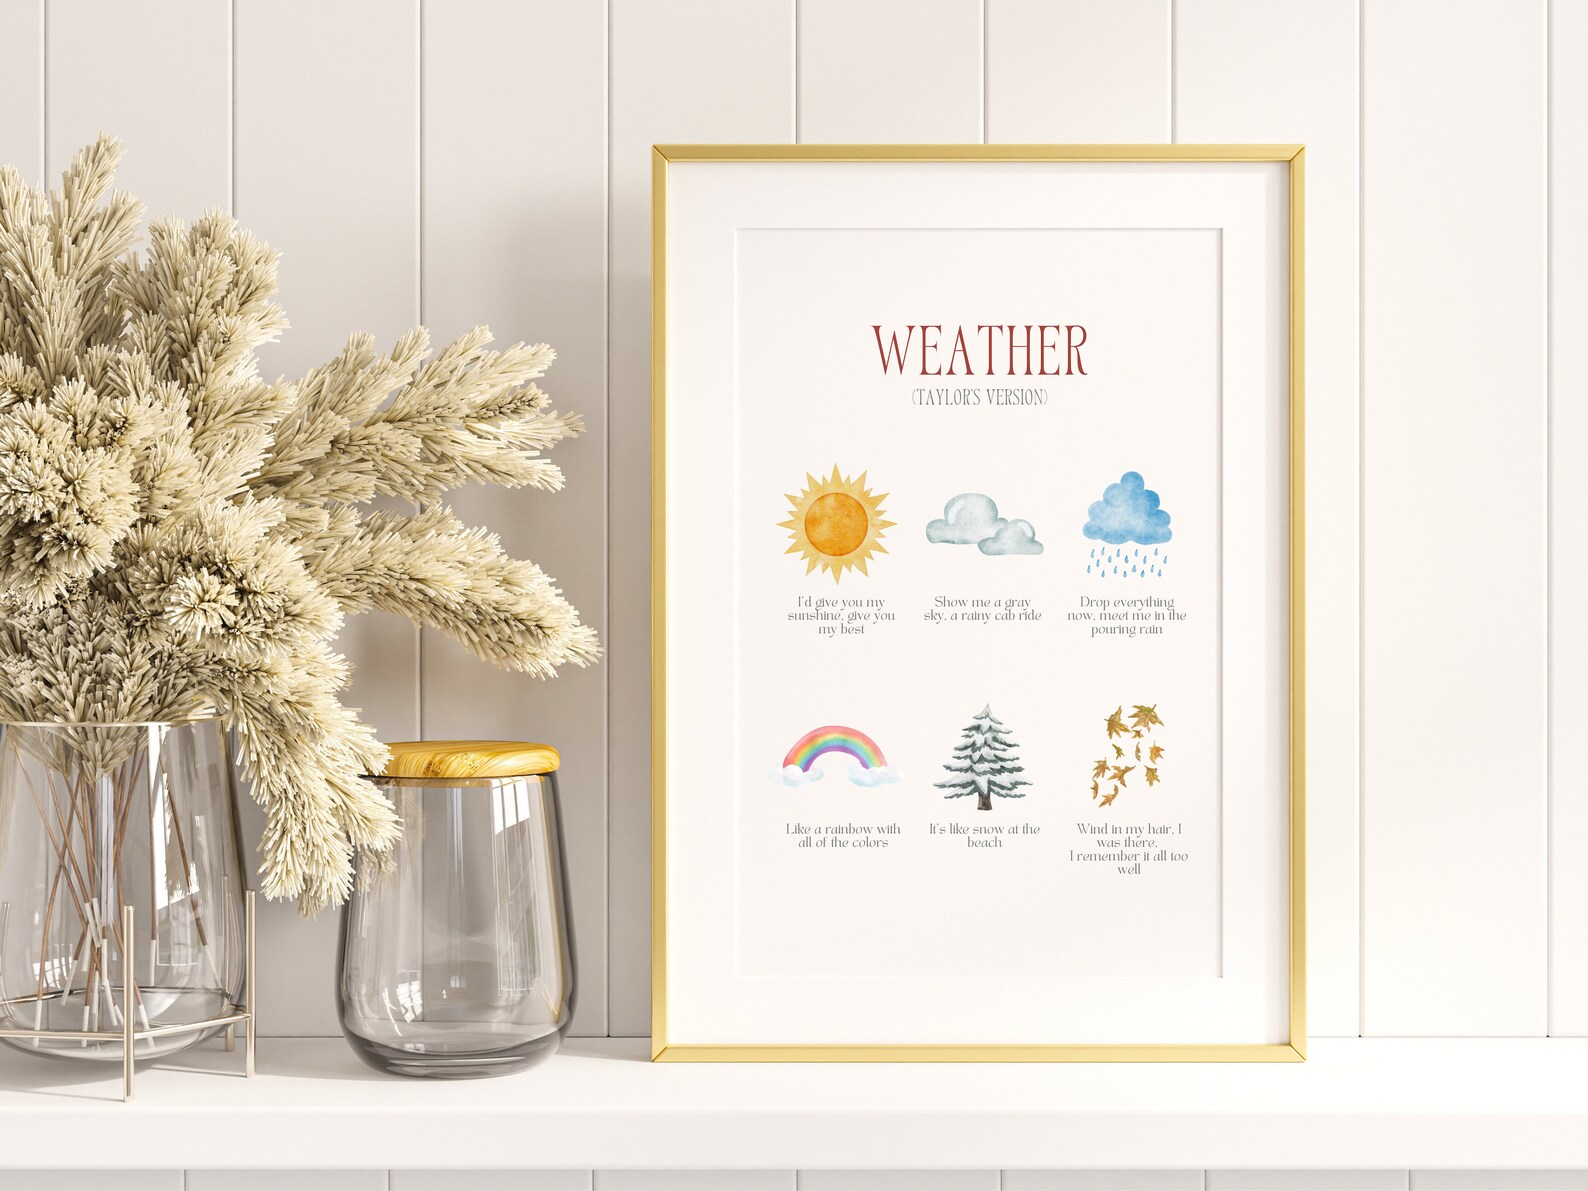 WEATHER
(TAYLOR'S VERSION)
I'd give you my
sunshine, give you
my best
Show me a gray
sky, a rainy cab ride
Drop everything
now, meet me in the
pouring rain
Like a rainbow with
all of the colors
It's like snow at the
beach
Wind in my hair, I
was there,
I remember it all too
well